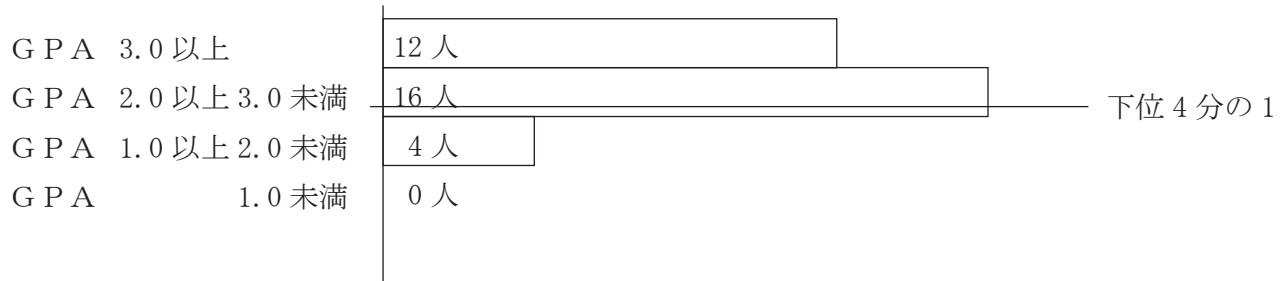 ＧＰＡ 3.0以上 12人
ＧＰＡ 2.0以上3.0未満 16人 下位4分の1
ＧＰＡ 1.0以上2.0未満 4人
ＧＰＡ 1.0未満 0人